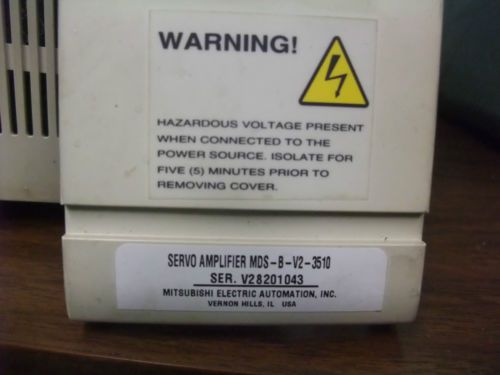 WARNING!
HAZARDOUS VOLTAGE PRESENT
WHEN CONNECTED TO THE
POWER SOURCE. ISOLATE FOR
FIVE (5) MINUTES PRIOR TO
REMOVING COVER.
SERVO AMPLIFIER MDS-B-V2-3510
SER. V28201043
MITSUBISHI ELECTRIC AUTOMATION, INC.
VERNON HILLS, IL USA